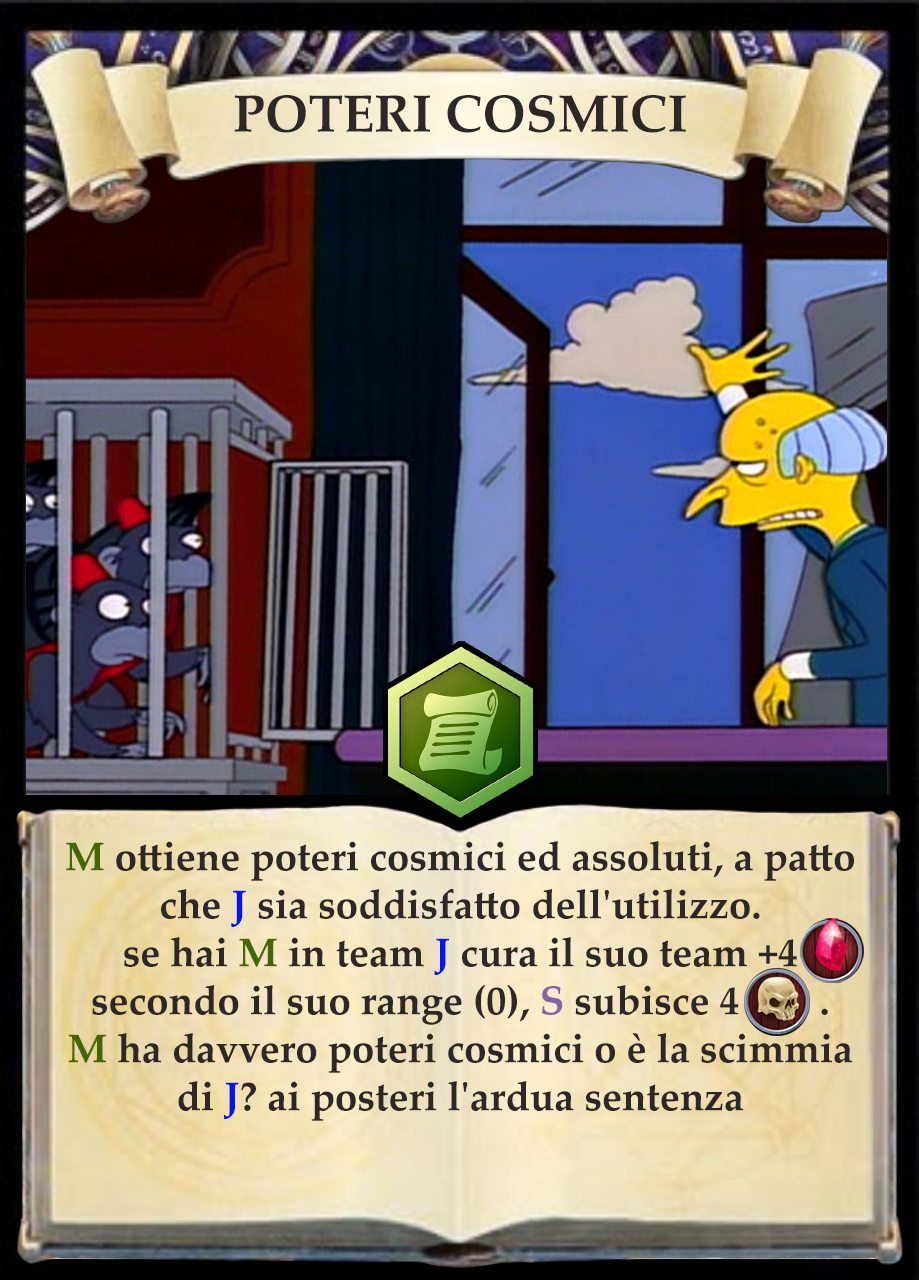 POTERI COSMICI
M ottiene poteri cosmici ed assoluti, a patto
che J sia soddisfatto dell'utilizzo.
se hai M in team J cura il suo team +4
secondo il suo range (0), S subisce 4 .
M ha davvero poteri cosmici o è la scimmia
di J? ai posteri l'ardua sentenza